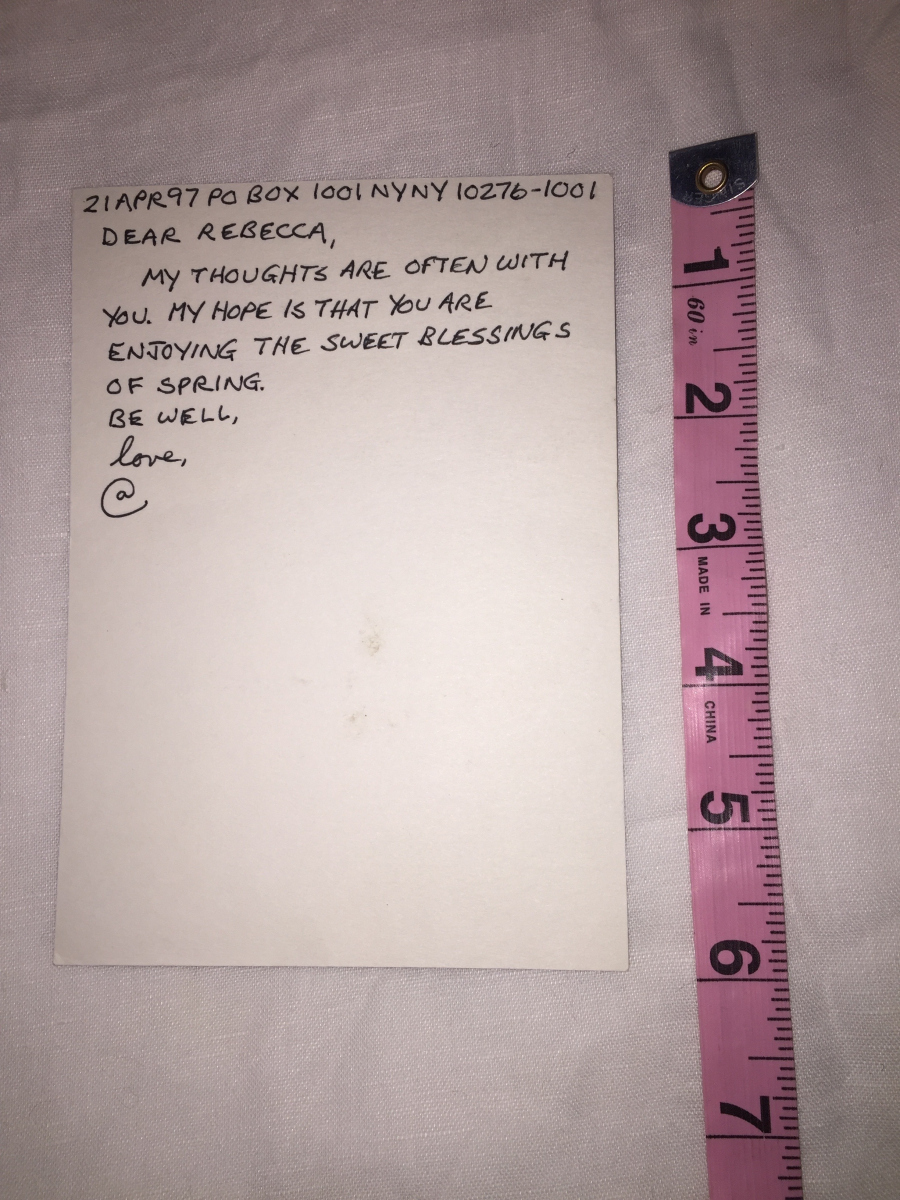 21APR97 PO BOX 1001 NYNY 10276-1001
DEAR REBECCA,
MY THOUGHTS ARE OFTEN WITH
YOU. MY HOPE IS THAT YOU ARE
ENJOYING THE SWEET BLESSINGS
OF SPRING.
BE WELL,
love,
@
SINGER
1
60 in
2
3
MADE IN
4
CHINA
5
6
7